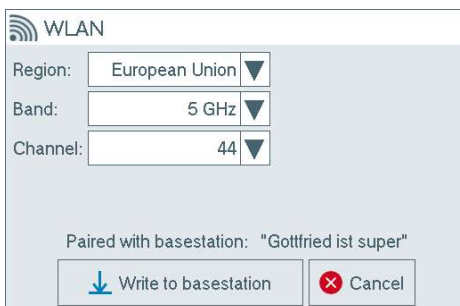 WLAN
Region: European Union
Band: 5 GHz
Channel: 44
Paired with basestation: "Gottfried ist super"
Write to basestation Cancel